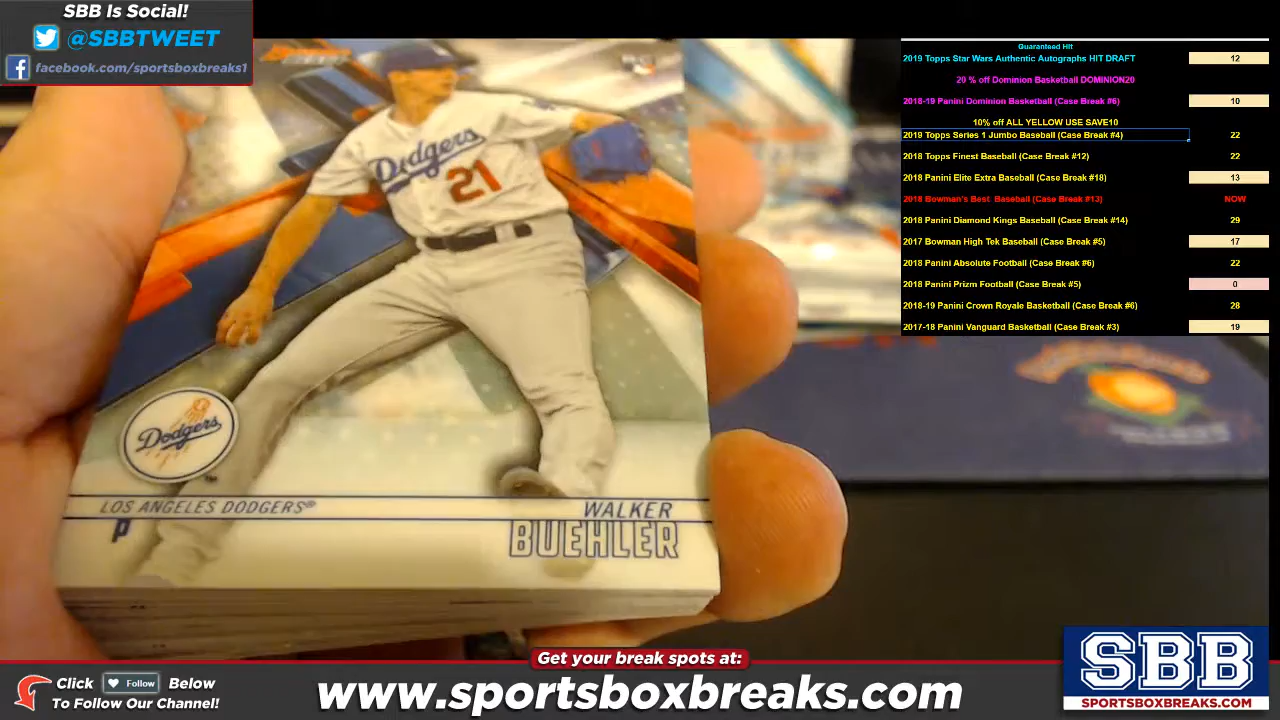 SBB Is Social!
@SBBTWEET
facebook.com/sportsboxbreaks1
Guaranteed Hit
2019 Topps Star Wars Authentic Autographs HIT DRAFT 12
20 % off Dominion Basketball DOMINION20
2018-19 Panini Dominion Basketball (Case Break #6) 10
10% off ALL YELLOW USE SAVE10
2019 Topps Series 1 Jumbo Baseball (Case Break #4) 22
2018 Topps Finest Baseball (Case Break #12) 22
2018 Panini Elite Extra Baseball (Case Break #18) 13
2018 Bowman's Best Baseball (Case Break #13) NOW
2018 Panini Diamond Kings Baseball (Case Break #14) 29
2017 Bowman High Tek Baseball (Case Break #5) 17
2018 Panini Absolute Football (Case Break #6) 22
2018 Panini Prizm Football (Case Break #5) 0
2018-19 Panini Crown Royale Basketball (Case Break #6) 28
2017-18 Panini Vanguard Basketball (Case Break #3) 19
Dodgers
21
Dodgers
LOS ANGELES DODGERS®
WALKER
P
BUEHLER
Get your break spots at:
Click Follow Below
To Follow Our Channel!
www.sportsboxbreaks.com
SBB
SPORTSBOXBREAKS.COM